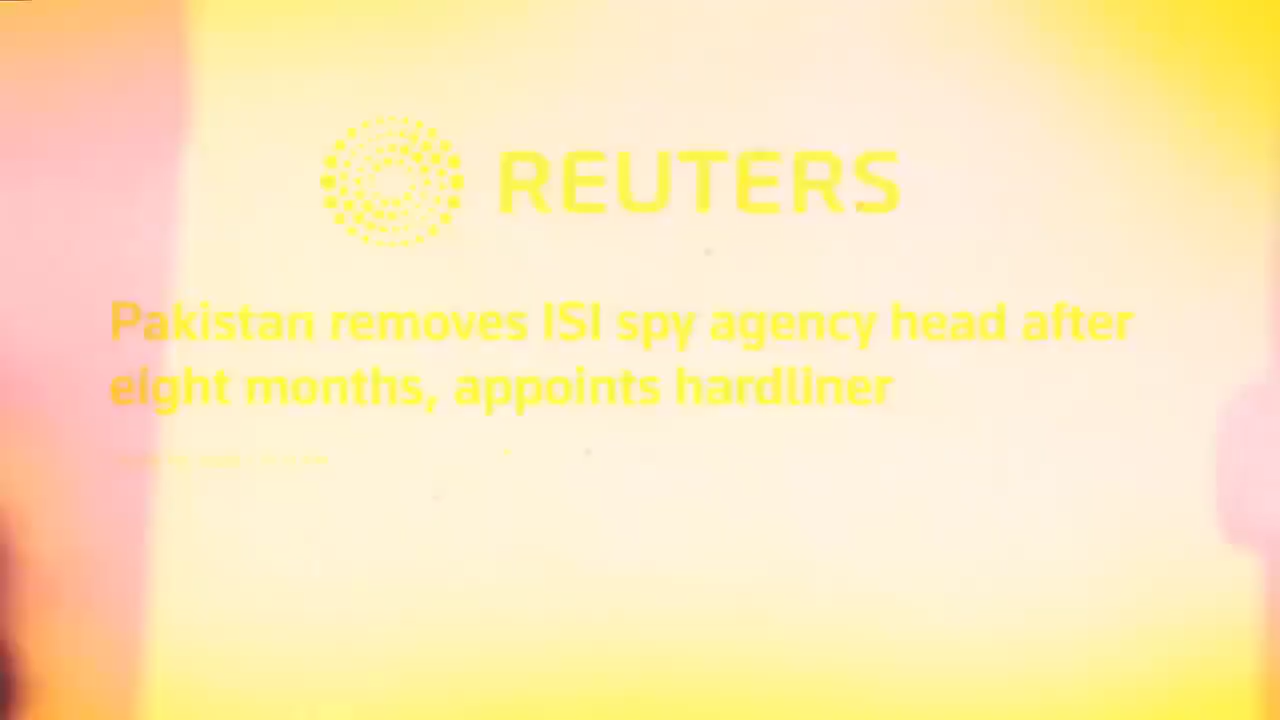 REUTERS
Pakistan removes ISI spy agency head after
eight months, appoints hardliner